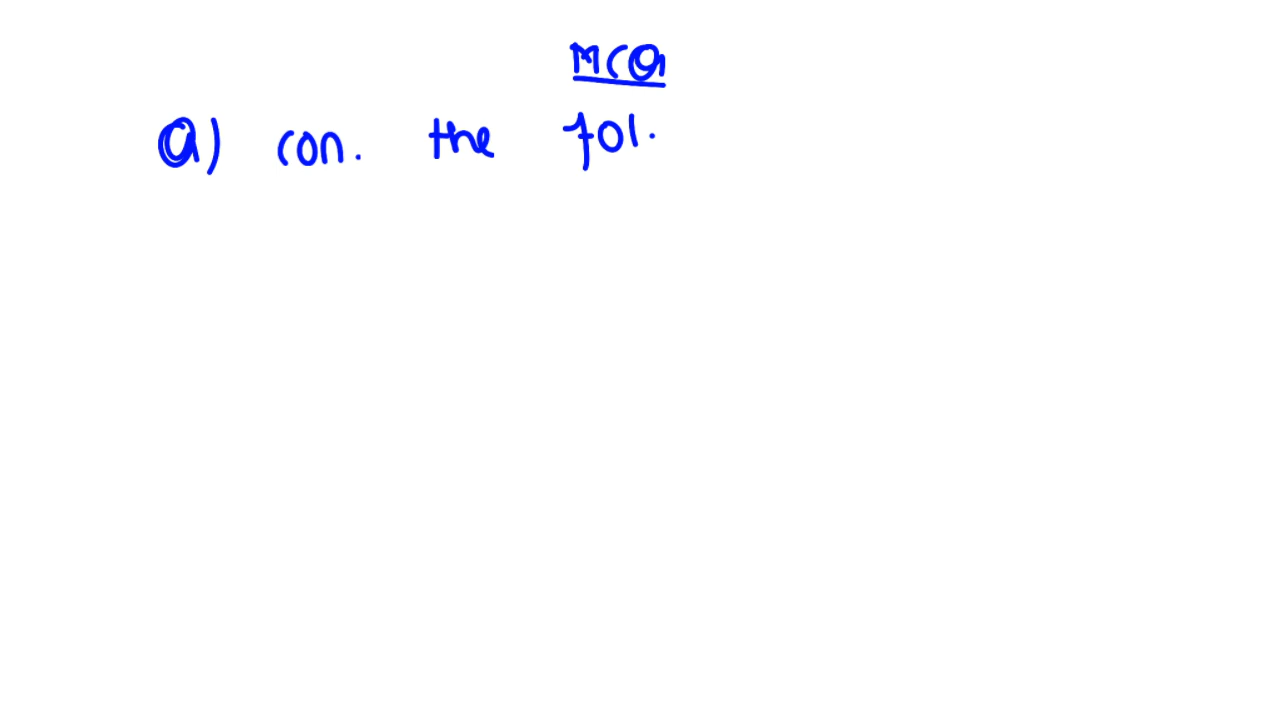 MCQ
Q) con. the fol.